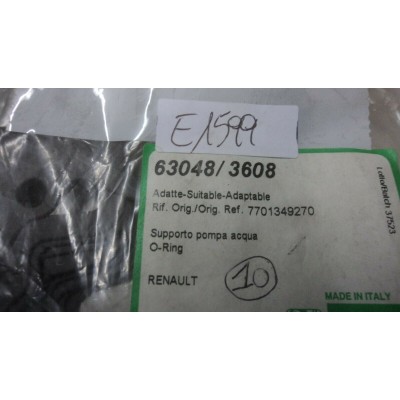 E1599
63048/3608
Adatte-Suitable-Adaptable
Rif. Orig./Orig. Ref. 7701349270
Supporto pompa acqua
O-Ring
RENAULT
10
MADE IN ITALY
37523